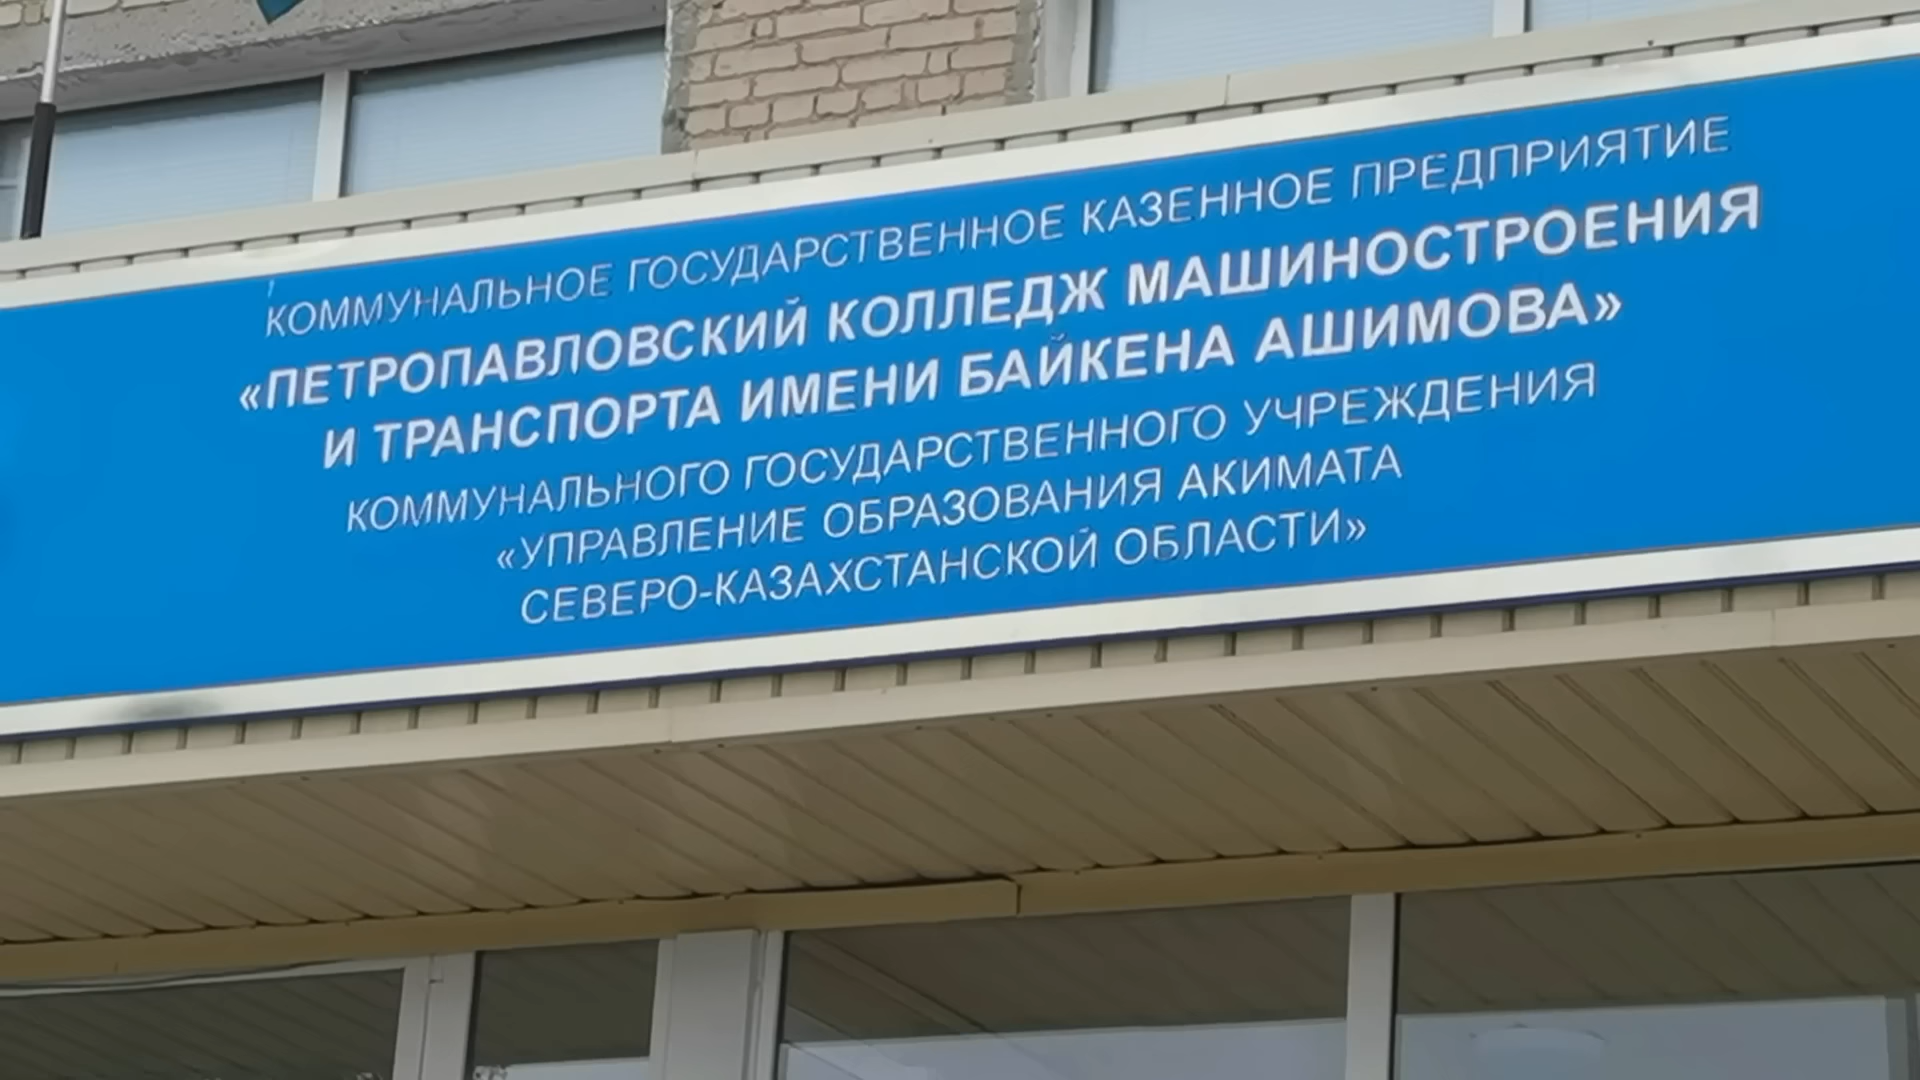 КОММУНАЛЬНОЕ ГОСУДАРСТВЕННОЕ КАЗЕННОЕ ПРЕДПРИЯТИЕ
«ПЕТРОПАВЛОВСКИЙ КОЛЛЕДЖ МАШИНОСТРОЕНИЯ
И ТРАНСПОРТА ИМЕНИ БАЙКЕНА АШИМОВА»
КОММУНАЛЬНОГО ГОСУДАРСТВЕННОГО УЧРЕЖДЕНИЯ
«УПРАВЛЕНИЕ ОБРАЗОВАНИЯ АКИМАТА
СЕВЕРО-КАЗАХСТАНСКОЙ ОБЛАСТИ»